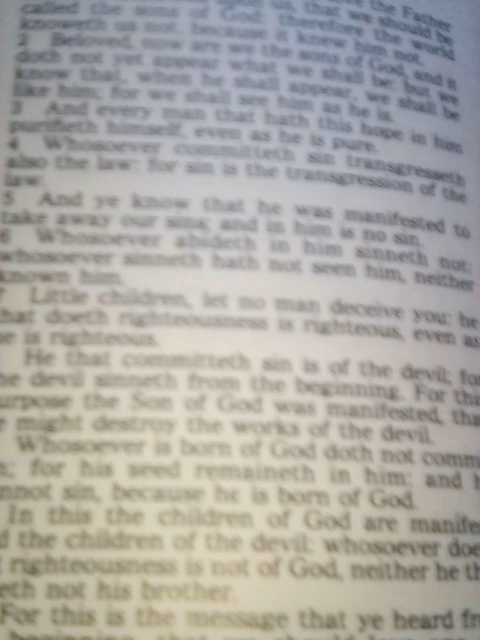 us, that we should be
called the sons of God: therefore the world
knoweth us not, because it knew him not.
2 Beloved, now are we the sons of God, and it
doth not yet appear what we shall be: but we
know that, when he shall appear, we shall be
like him; for we shall see him as he is.
3 And every man that hath this hope in him
purifieth himself, even as he is pure.
4 Whosoever committeth sin transgresseth
also the law: for sin is the transgression of the
law.
5 And ye know that he was manifested to
take away our sins; and in him is no sin.
6 Whosoever abideth in him sinneth not:
whosoever sinneth hath not seen him, neither
known him.
7 Little children, let no man deceive you: he
hat doeth righteousness is righteous, even as
e is righteous.
He that committeth sin is of the devil; for
he devil sinneth from the beginning. For this
urpose the Son of God was manifested, tha
e might destroy the works of the devil.
Whosoever is born of God doth not comm
n; for his seed remaineth in him: and h
nnot sin, because he is born of God.
In this the children of God are manife
d the children of the devil: whosoever doe
righteousness is not of God, neither he th
eth not his brother.
For this is the message that ye heard fr